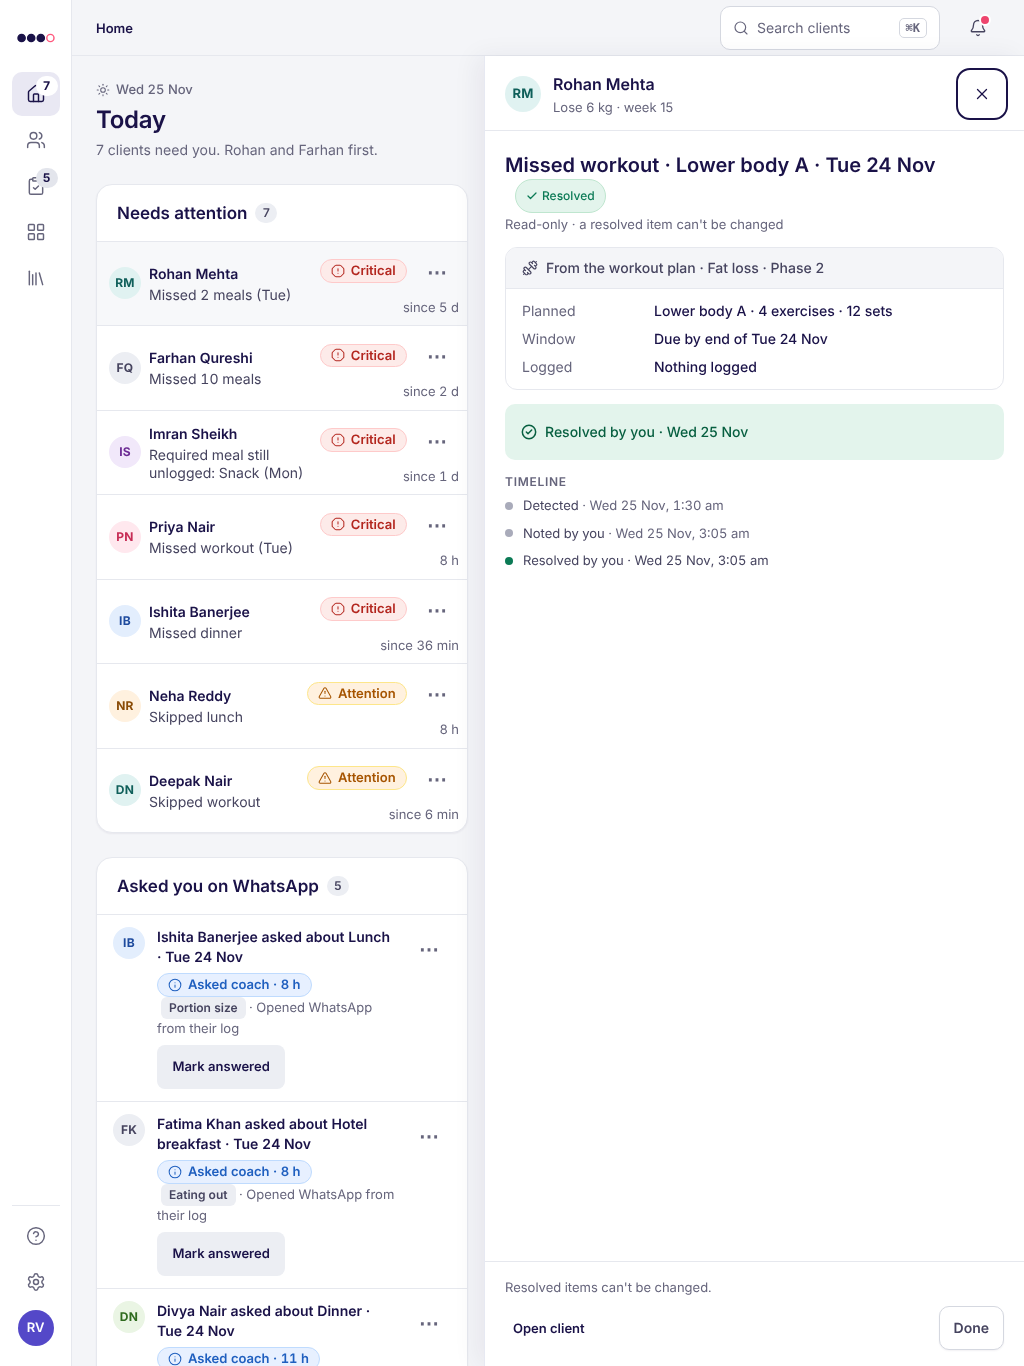 Home
Search clients
⌘K
7
5
Wed 25 Nov
Today
7 clients need you. Rohan and Farhan first.
Needs attention 7
RM
Rohan Mehta
Missed 2 meals (Tue)
Critical
since 5 d
FQ
Farhan Qureshi
Missed 10 meals
Critical
since 2 d
IS
Imran Sheikh
Required meal still
unlogged: Snack (Mon)
Critical
since 1 d
PN
Priya Nair
Missed workout (Tue)
Critical
8 h
IB
Ishita Banerjee
Missed dinner
Critical
since 36 min
NR
Neha Reddy
Skipped lunch
Attention
8 h
DN
Deepak Nair
Skipped workout
Attention
since 6 min
Asked you on WhatsApp 5
IB
Ishita Banerjee asked about Lunch
· Tue 24 Nov
Asked coach · 8 h
Portion size · Opened WhatsApp
from their log
Mark answered
FK
Fatima Khan asked about Hotel
breakfast · Tue 24 Nov
Asked coach · 8 h
Eating out · Opened WhatsApp from
their log
Mark answered
DN
Divya Nair asked about Dinner ·
Tue 24 Nov
Asked coach · 11 h
RV
RM
Rohan Mehta
Lose 6 kg · week 15
Missed workout · Lower body A · Tue 24 Nov
Resolved
Read-only · a resolved item can't be changed
From the workout plan · Fat loss · Phase 2
Planned Lower body A · 4 exercises · 12 sets
Window Due by end of Tue 24 Nov
Logged Nothing logged
Resolved by you · Wed 25 Nov
TIMELINE
Detected · Wed 25 Nov, 1:30 am
Noted by you · Wed 25 Nov, 3:05 am
Resolved by you · Wed 25 Nov, 3:05 am
Resolved items can't be changed.
Open client
Done